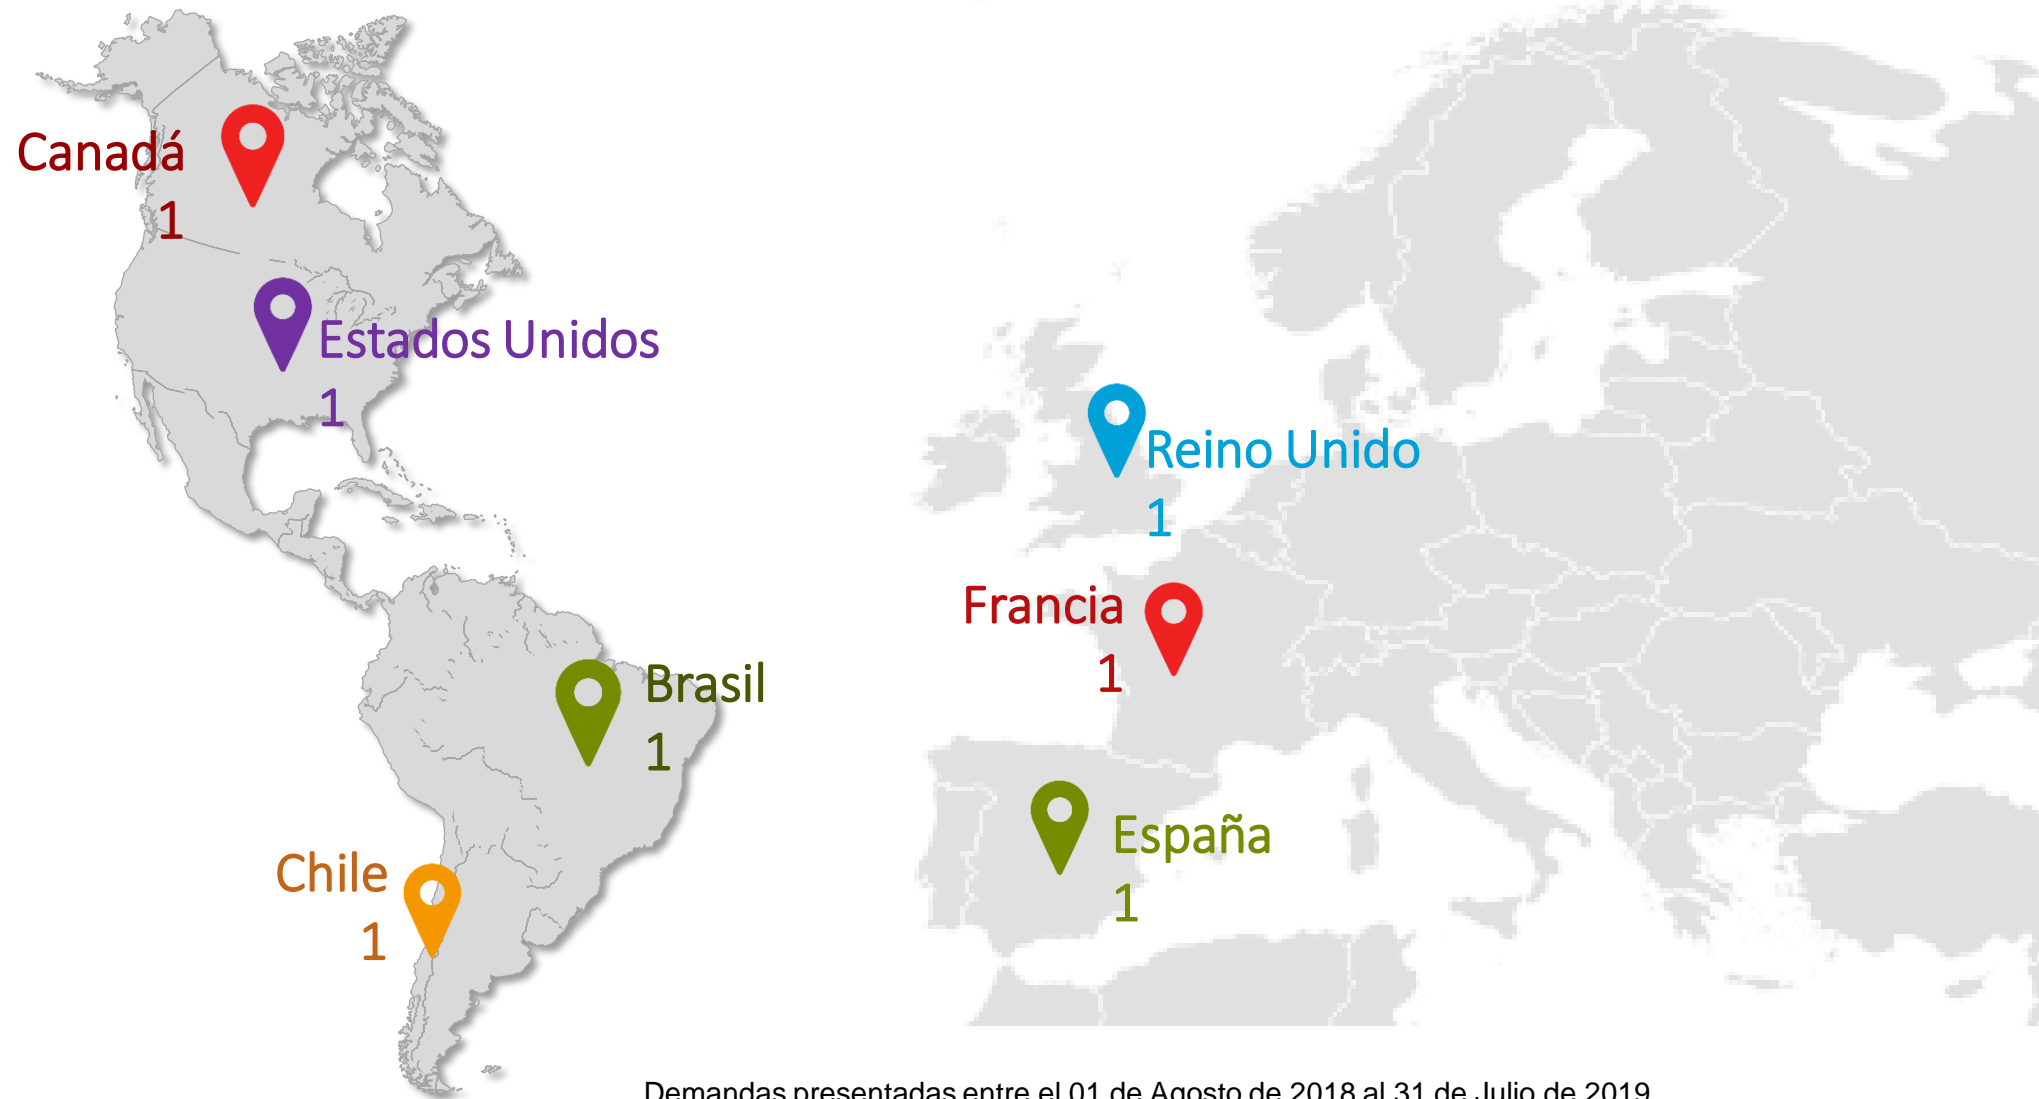 Canadá
1
Estados Unidos
1
Brasil
1
Chile
1
Reino Unido
1
Francia
1
España
1
Demandas presentadas entre el 01 de Agosto de 2018 al 31 de Julio de 2019